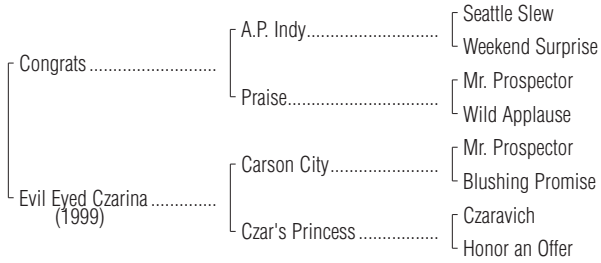 Seattle Slew
A.P. Indy..............................
Weekend Surprise
Congrats .............................
Mr. Prospector
Praise...................................
Wild Applause
Mr. Prospector
Carson City.........................
Blushing Promise
Evil Eyed Czarina ...............
(1999)
Czaravich
Czar's Princess ..................
Honor an Offer